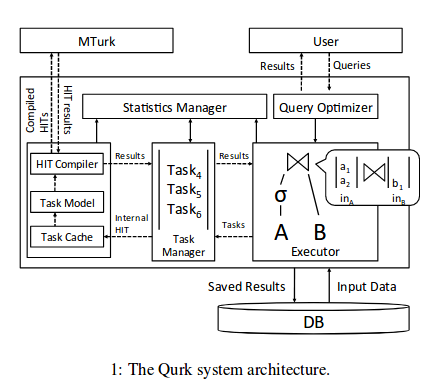 MTurk
User
Compiled
HITs
HIT results
Results
Queries
Statistics Manager
Query Optimizer
HIT Compiler
Results
Task4
Task5
Task6
Results
a1
a2
inA
b1
inB
σ
Task Model
Internal
HIT
Task Cache
Task
Manager
Tasks
A B
Executor
Saved Results
Input Data
DB
1: The Qurk system architecture.